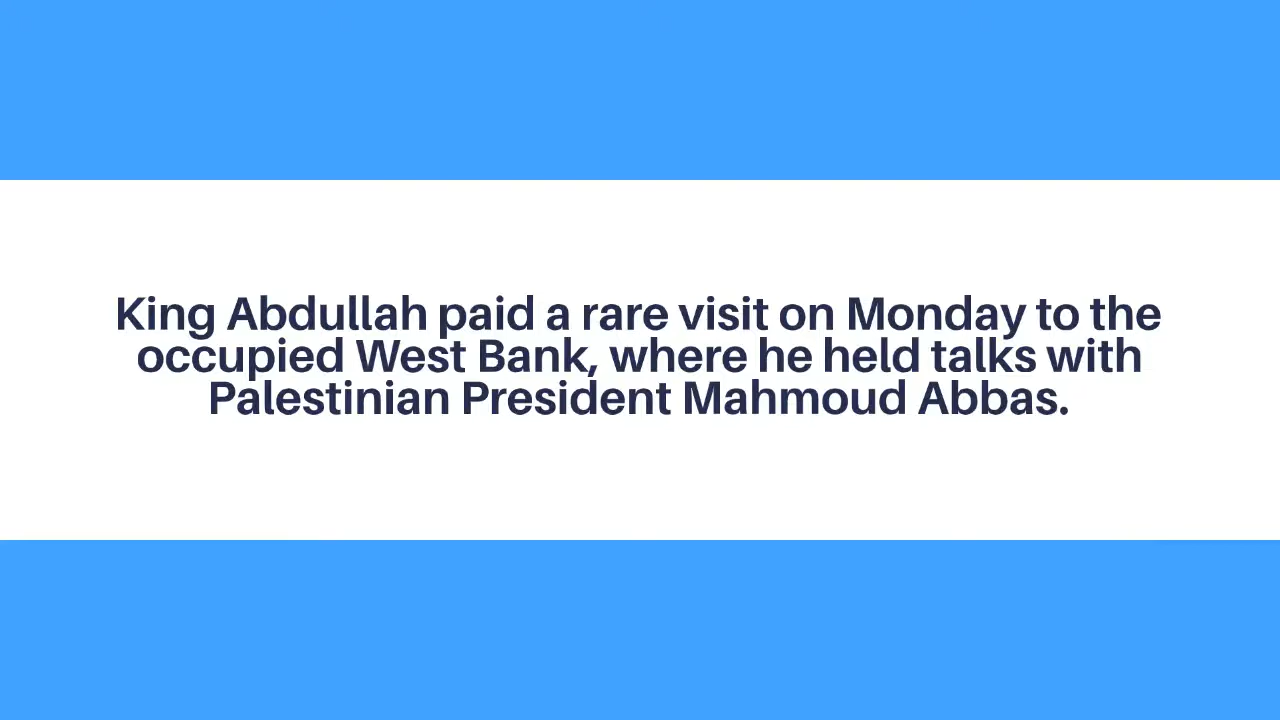 King Abdullah paid a rare visit on Monday to the
occupied West Bank, where he held talks with
Palestinian President Mahmoud Abbas.